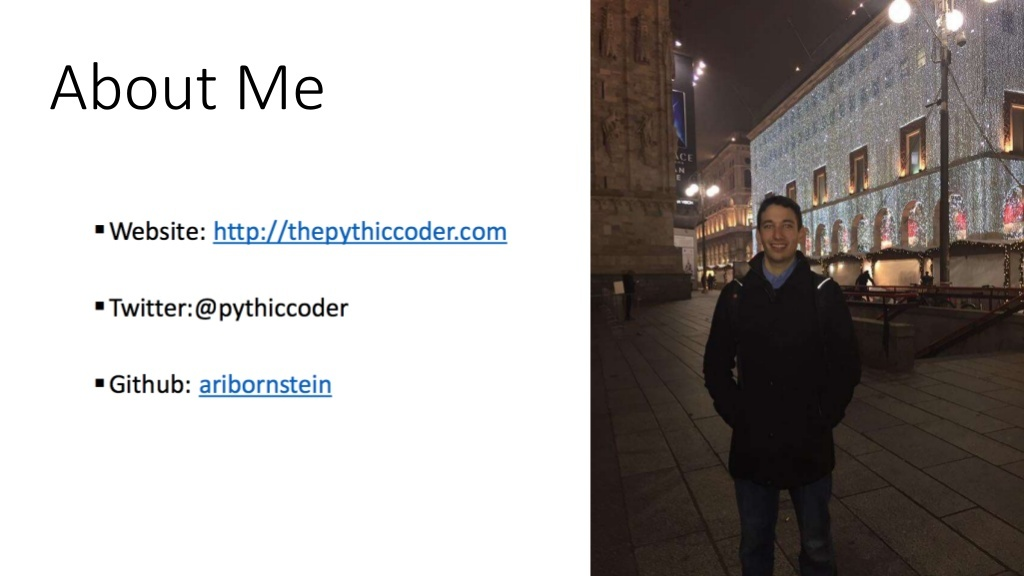 About Me
▪Website: http://thepythiccoder.com
▪Twitter:@pythiccoder
▪Github: aribornstein